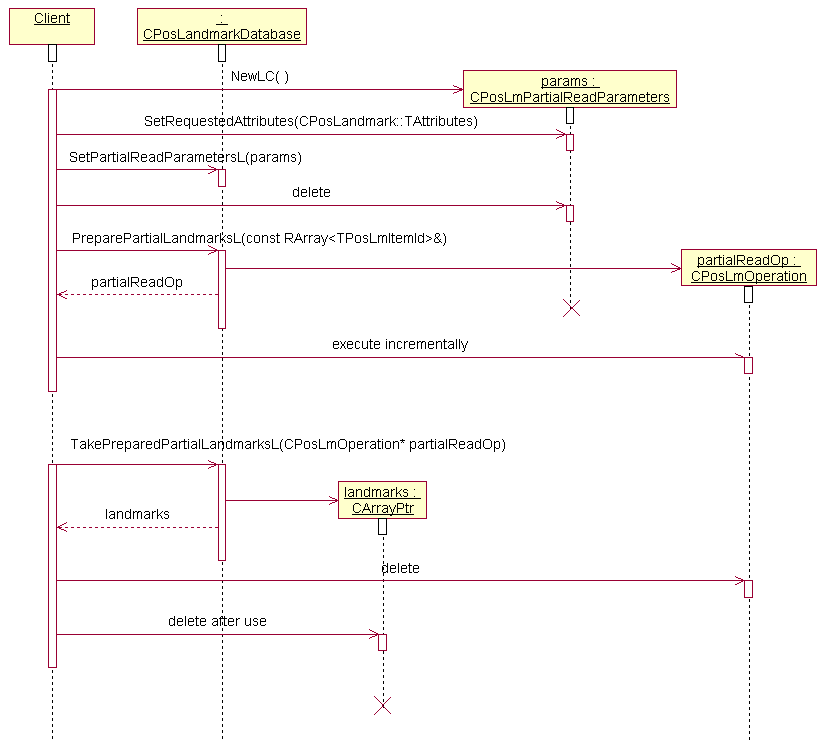 Client
:
CPosLandmarkDatabase
NewLC( )
params :
CPosLmPartialReadParameters
SetRequestedAttributes(CPosLandmark::TAttributes)
SetPartialReadParametersL(params)
delete
PreparePartialLandmarksL(const RArray<TPosLmItemId>&)
partialReadOp :
CPosLmOperation
partialReadOp
execute incrementally
TakePreparedPartialLandmarksL(CPosLmOperation* partialReadOp)
landmarks :
CArrayPtr
landmarks
delete
delete after use